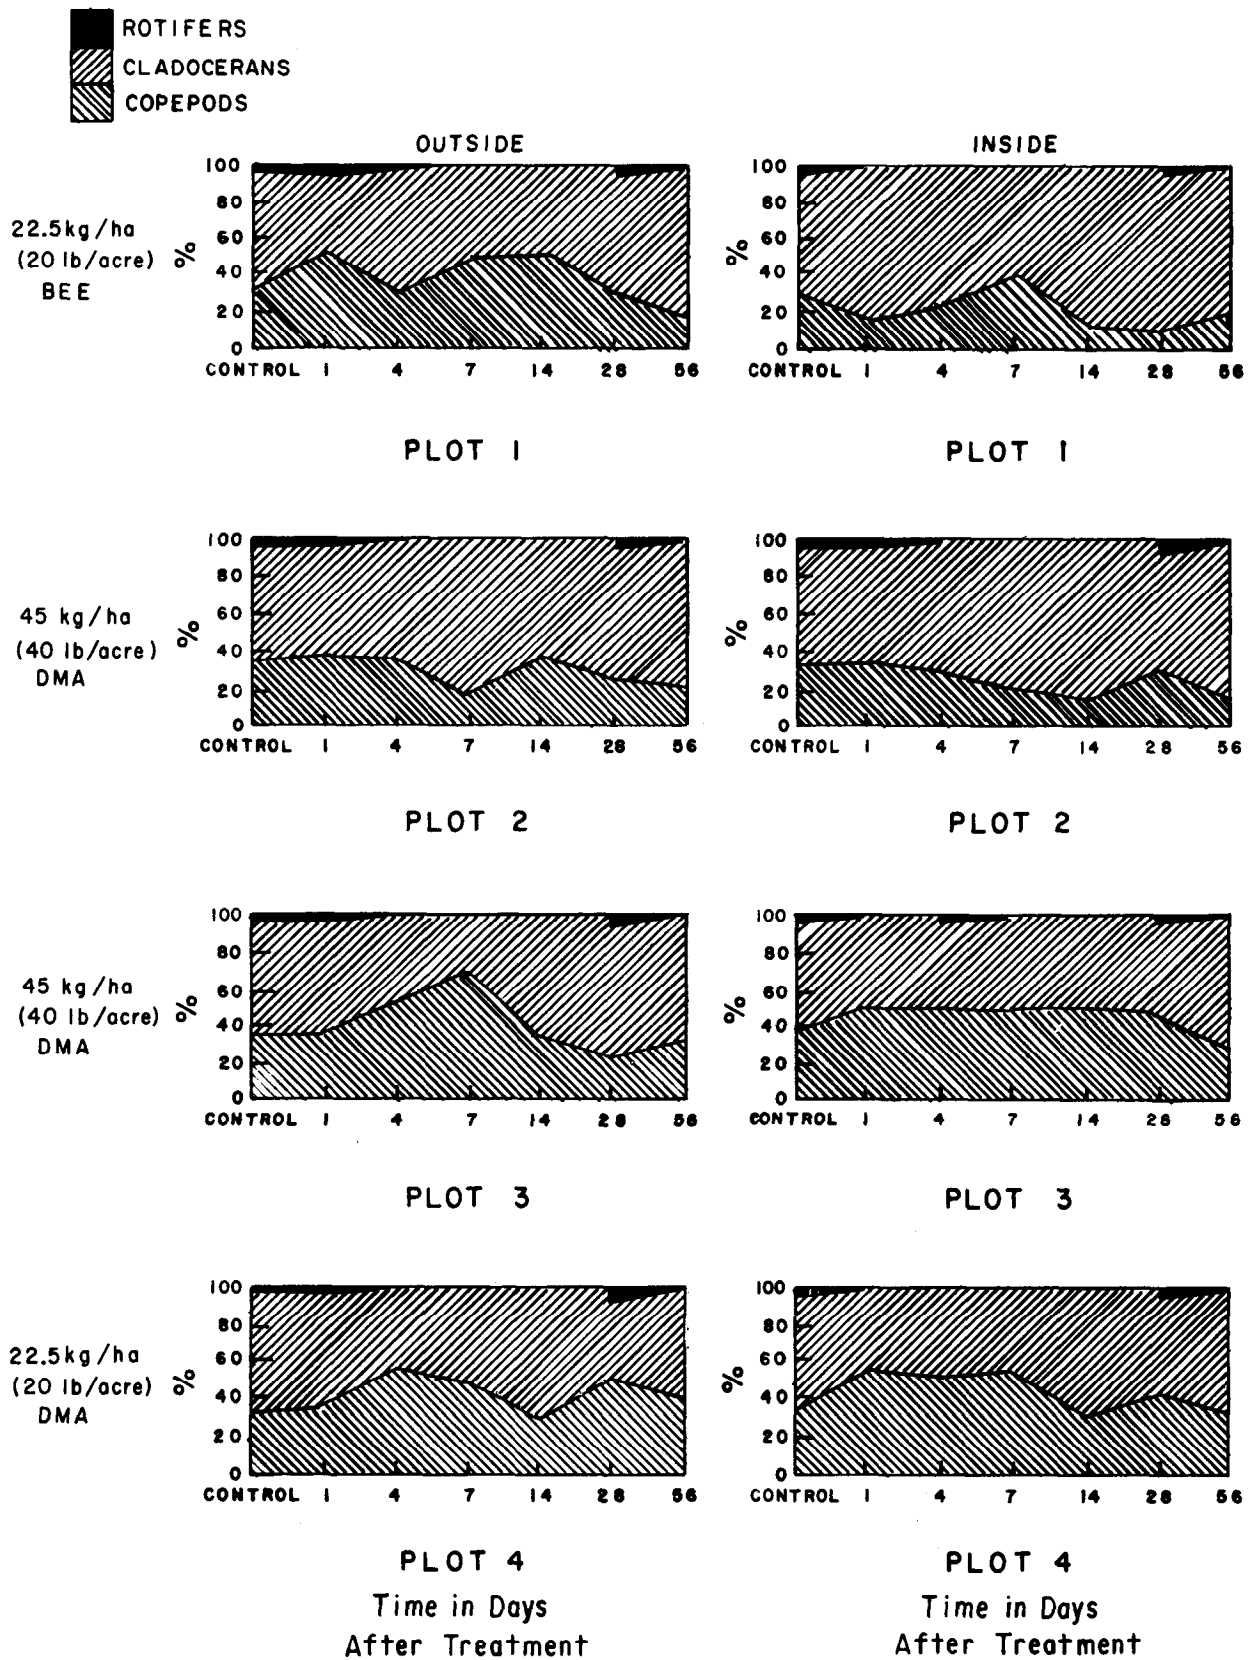 ROTIFERS
CLADOCERANS
COPEPODS
OUTSIDE
INSIDE
22.5kg/ha
(20 lb/acre)
BEE
%
100
80
60
40
20
0
CONTROL 1 4 7 14 28 56
PLOT 1
%
100
80
60
40
20
0
CONTROL 1 4 7 14 28 56
PLOT 1
45 kg/ha
(40 lb/acre)
DMA
%
100
80
60
40
20
0
CONTROL 1 4 7 14 28 56
PLOT 2
%
100
80
60
40
20
0
CONTROL 1 4 7 14 28 56
PLOT 2
45 kg/ha
(40 lb/acre)
DMA
%
100
80
60
40
20
0
CONTROL 1 4 7 14 28 56
PLOT 3
%
100
80
60
40
20
0
CONTROL 1 4 7 14 28 56
PLOT 3
22.5kg/ha
(20 lb/acre)
DMA
%
100
80
60
40
20
0
CONTROL 1 4 7 14 28 56
PLOT 4
Time in Days
After Treatment
%
100
80
60
40
20
0
CONTROL 1 4 7 14 28 56
PLOT 4
Time in Days
After Treatment